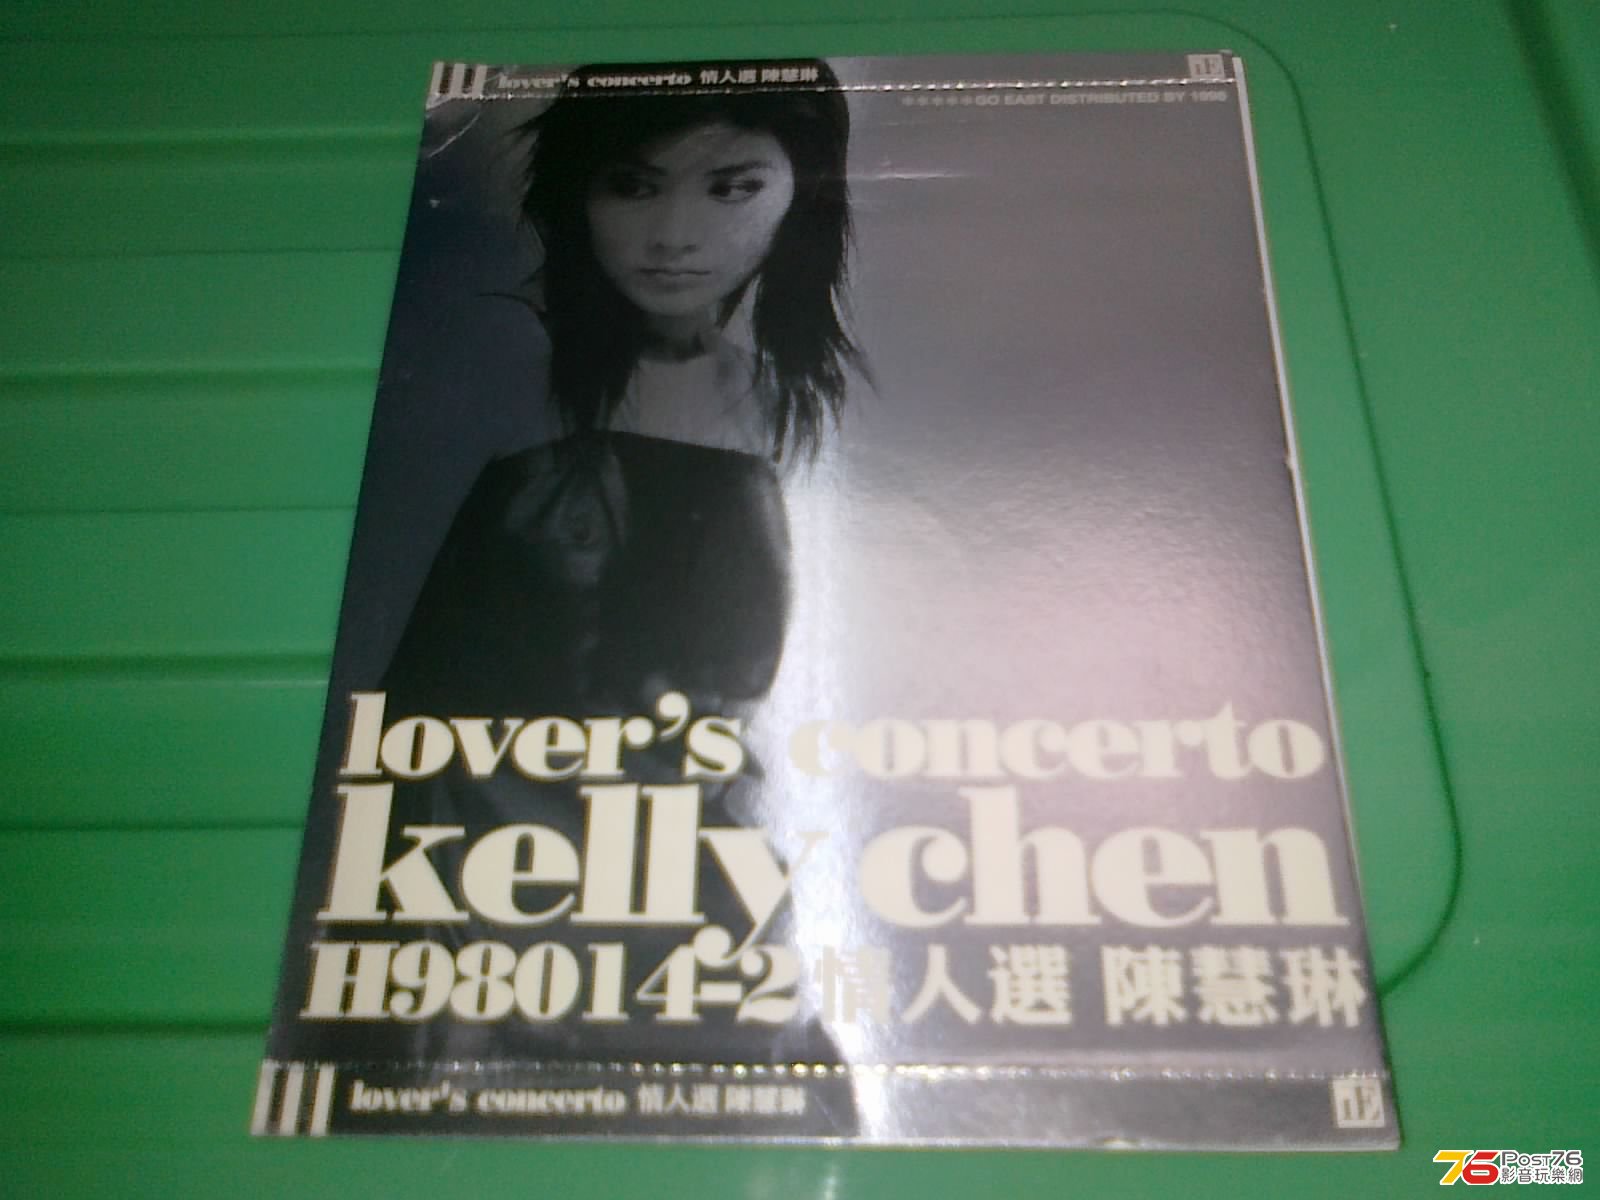 lover's concerto 情人選 陳慧琳 正
*****GO EAST DISTRIBUTED BY 1998
lover's concerto
kelly chen
H98014-2 情人選 陳慧琳
lover's concerto 情人選 陳慧琳
76 POST76
影音玩樂網